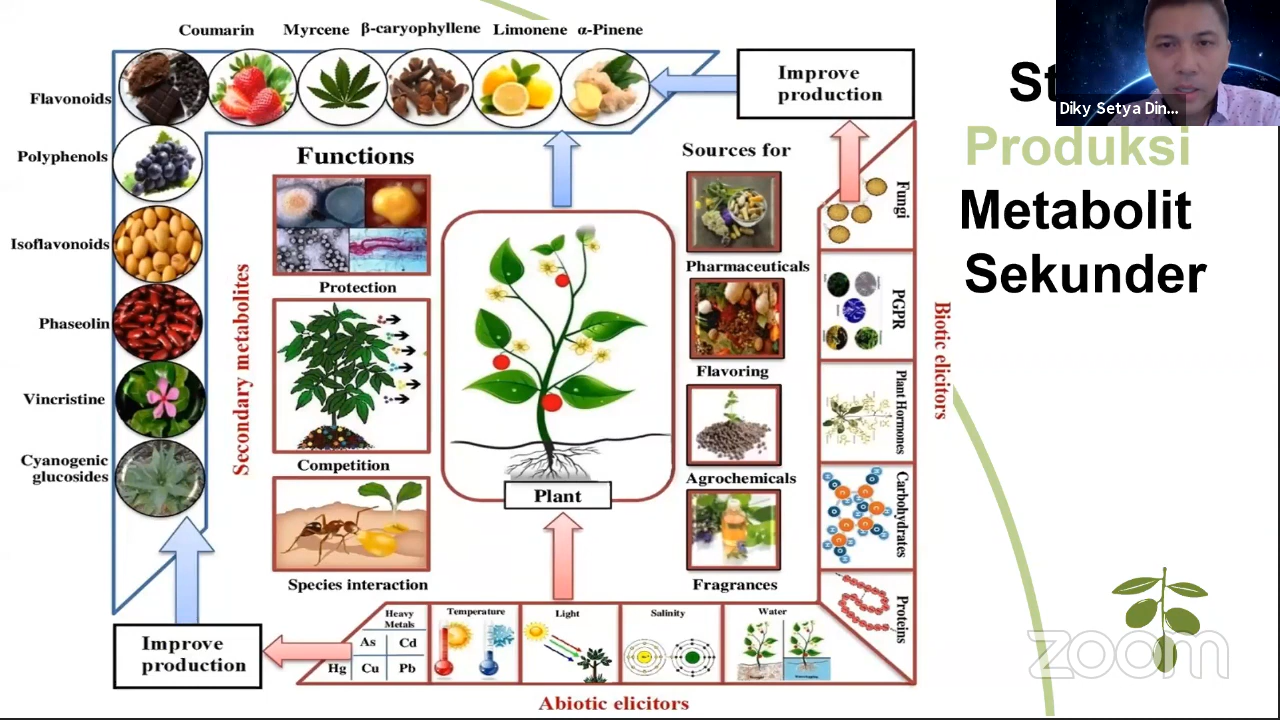 Coumarin Myrcene β-caryophyllene Limonene α-Pinene
Flavonoids
Polyphenols
Isoflavonoids
Phaseolin
Vincristine
Cyanogenic
glucosides
Improve
production
Secondary metabolites
Functions
Protection
Competition
Species interaction
Plant
Sources for
Pharmaceuticals
Flavoring
Agrochemicals
Fragrances
Improve
production
Fungi
PGPR
Plant Hormones
Carbohydrates
Proteins
Biotic elicitors
Heavy
Metals
As Cd
Hg Cu Pb
Temperature
Light
Salinity
Water
Abiotic elicitors
Diky Setya Din...
Produksi
Metabolit
Sekunder
zoom